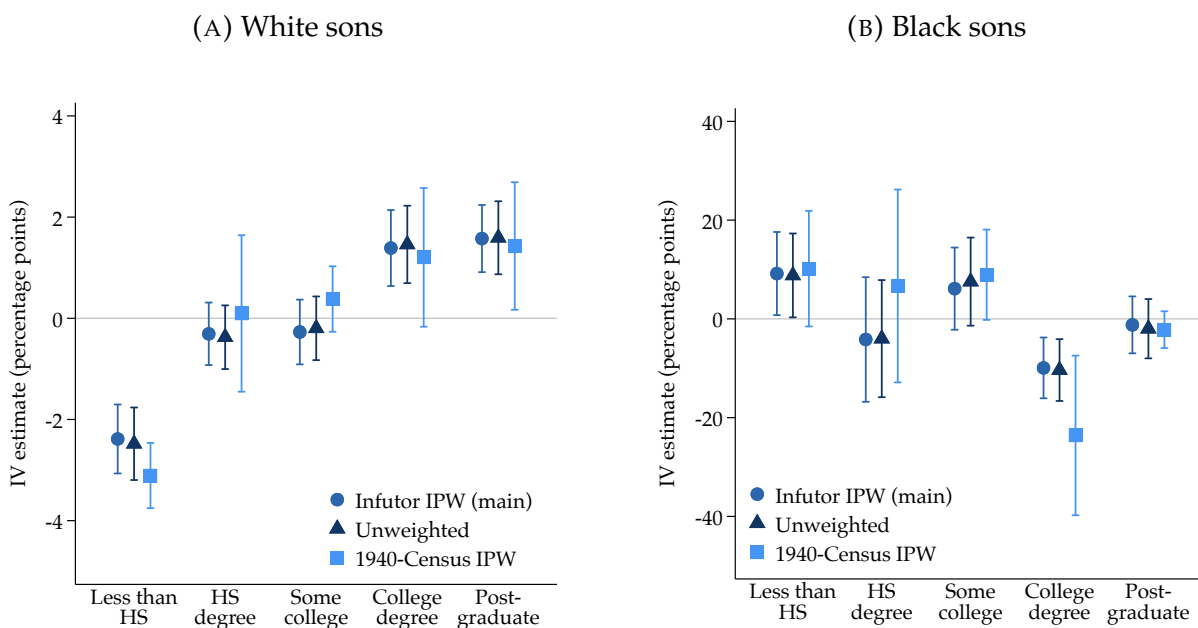 (A) White sons
4
2
0
-2
-4
IV estimate (percentage points)
Infutor IPW (main)
Unweighted
1940-Census IPW
Less than
HS
HS
degree
Some
college
College
degree
Post-
graduate
(B) Black sons
40
20
0
-20
-40
IV estimate (percentage points)
Infutor IPW (main)
Unweighted
1940-Census IPW
Less than
HS
HS
degree
Some
college
College
degree
Post-
graduate